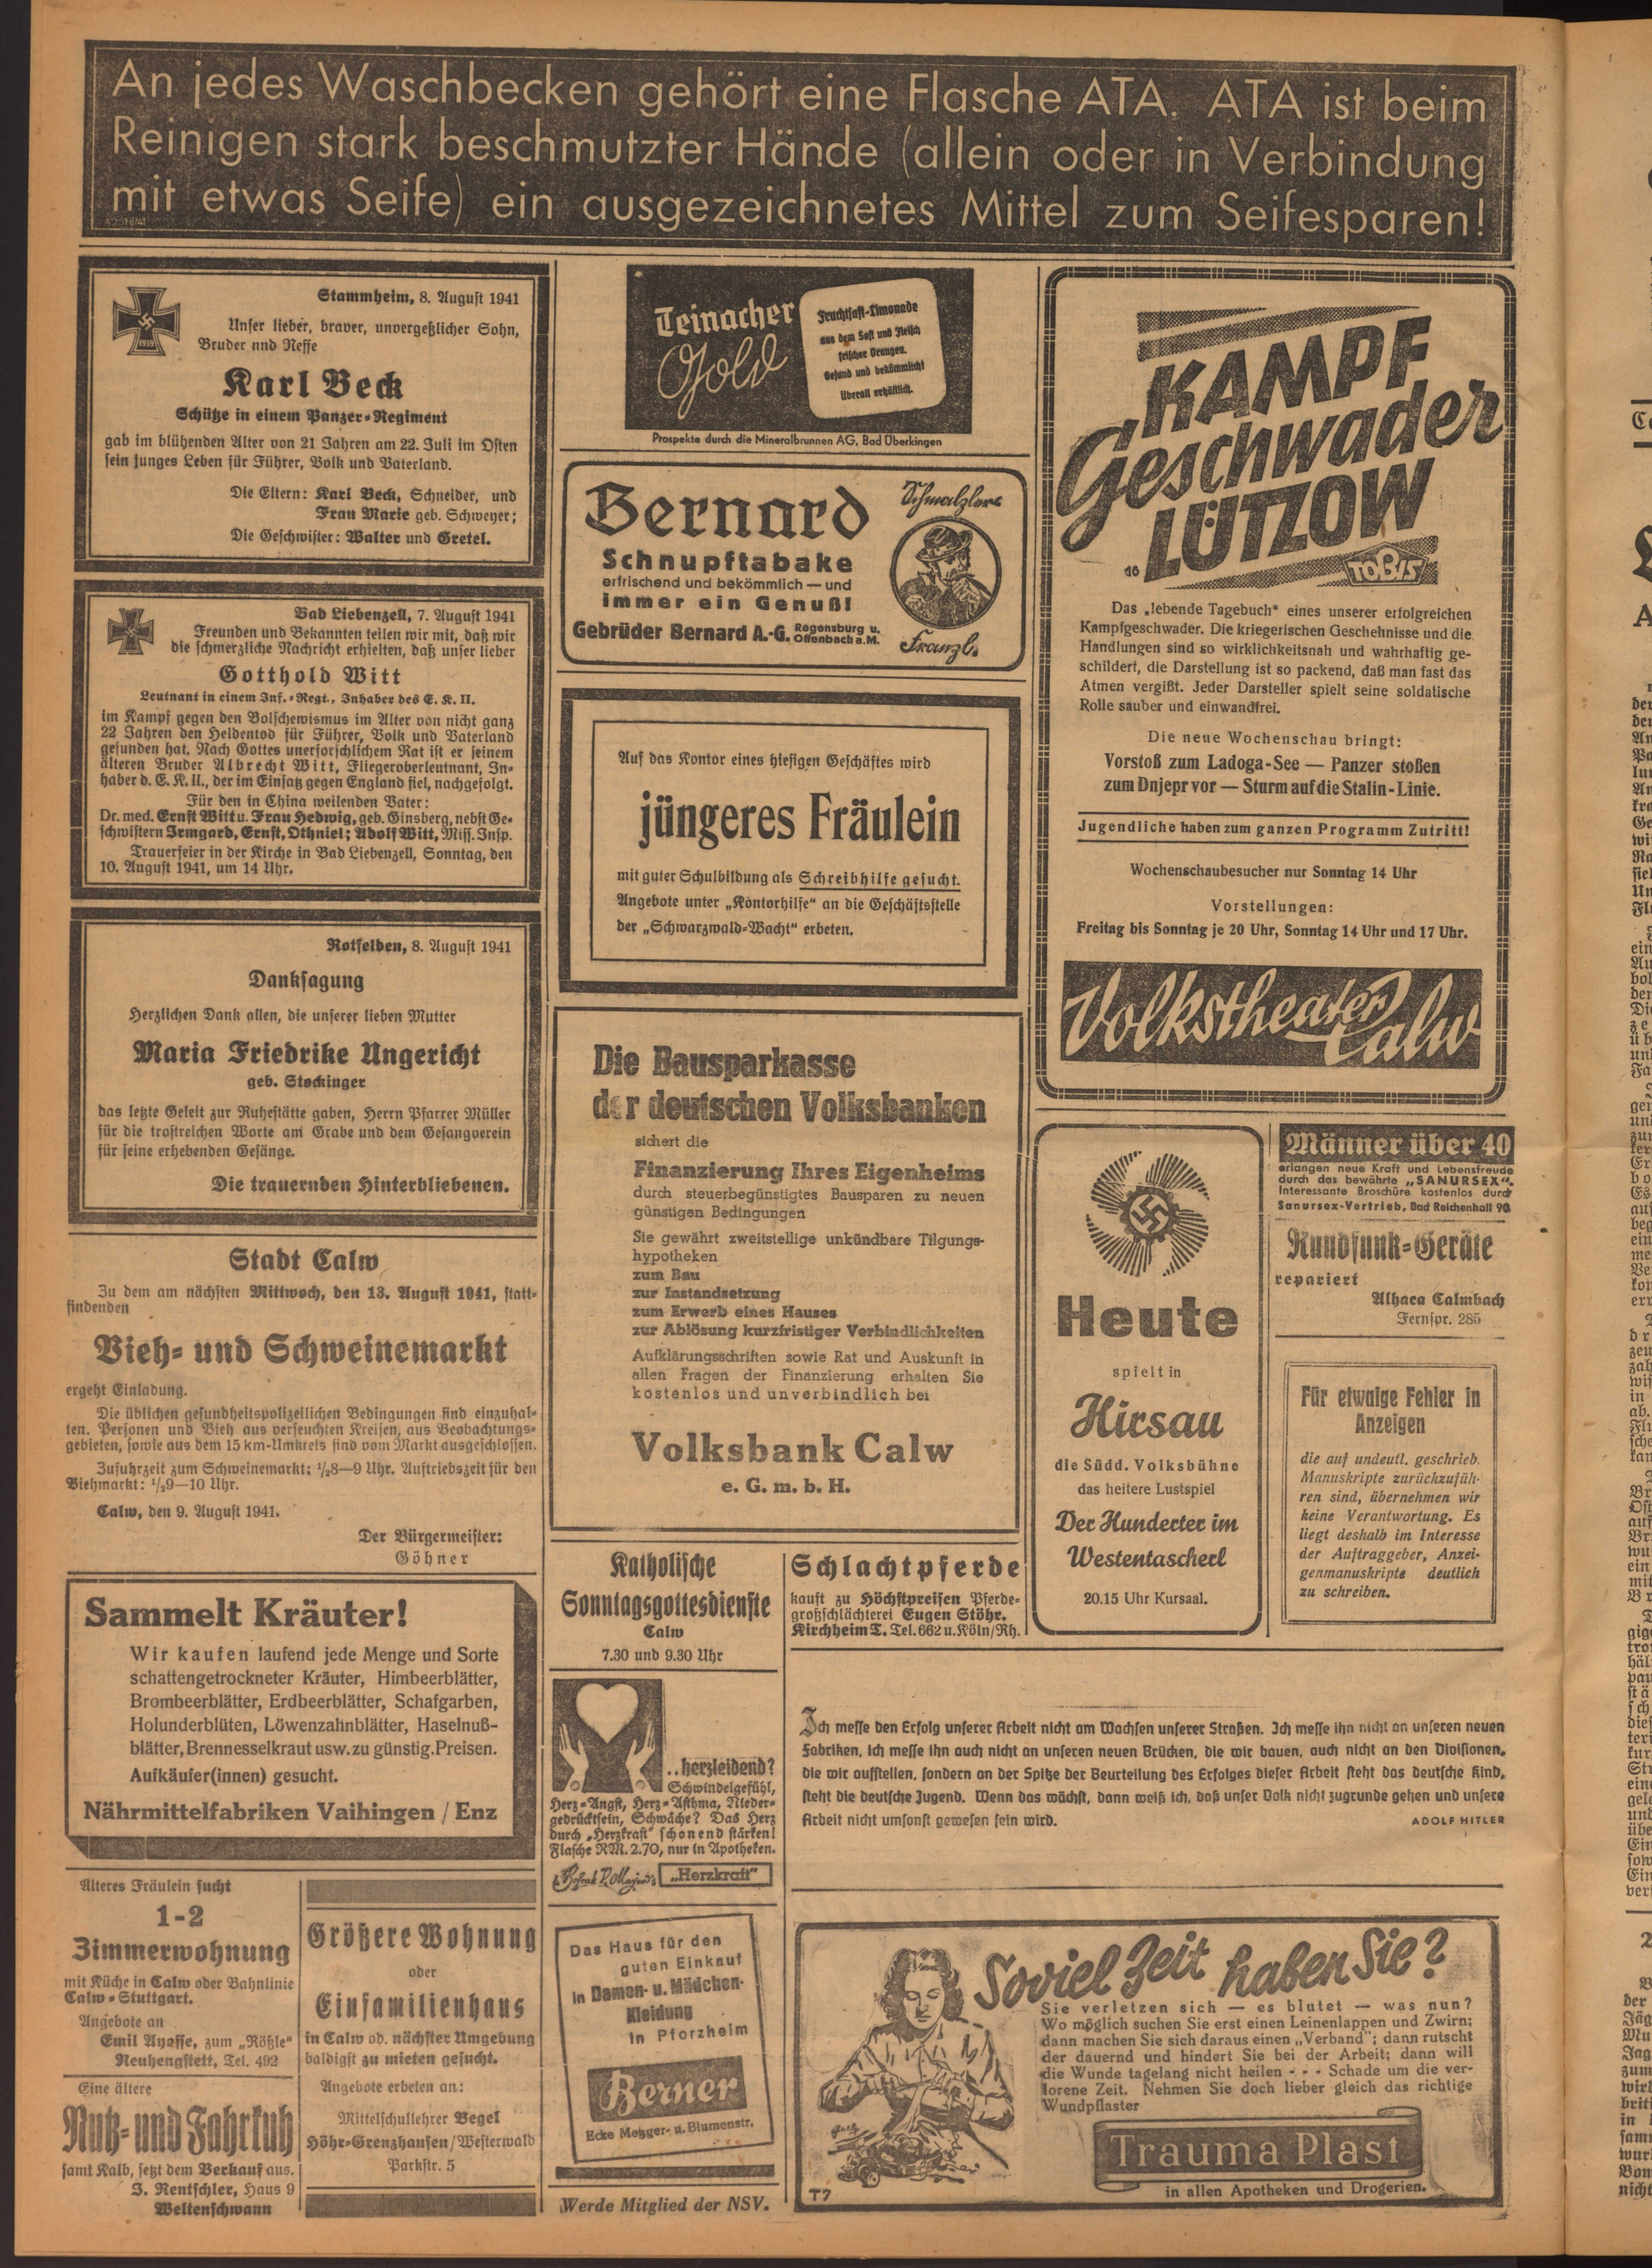 An jedes Waschbecken gehört eine Flasche ATA. ATA ist beim
Reinigen stark beschmutzter Hände (allein oder in Verbindung
mit etwas Seife) ein ausgezeichnetes Mittel zum Seifesparen!
Stammheim, 8. August 1941
Unser lieber, braver, unvergeßlicher Sohn,
Bruder nnd Neffe
Karl Beck
Schütze in einem Panzer-Regiment
gab im blühenden Alter von 21 Jahren am 22. Juli im Osten
sein junges Leben für Führer, Volk und Vaterland.
Die Eltern: Karl Beck, Schneider, und
Frau Marie geb. Schweyer;
Die Geschwister: Walter und Gretel.
Bad Liebenzell, 7. August 1941
Freunden und Bekannten teilen wir mit, daß wir
die schmerzliche Nachricht erhielten, daß unser lieber
Gotthold Witt
Leutnant in einem Inf.-Regt., Inhaber des E. K. II.
im Kampf gegen den Bolschewismus im Alter von nicht ganz
22 Jahren den Heldentod für Führer, Volk und Vaterland
gefunden hat. Nach Gottes unerforschlichem Rat ist er seinem
älteren Bruder Albrecht Witt, Fliegeroberleutnant, In-
haber d. E. K. II., der im Einsatz gegen England fiel, nachgefolgt.
Für den in China weilenden Vater:
Dr. med. Ernst Witt u. Frau Hedwig, geb. Ginsberg, nebst Ge-
schwistern Irmgard, Ernst, Othniel; Adolf Witt, Miss. Insp.
Trauerfeier in der Kirche in Bad Liebenzell, Sonntag, den
10. August 1941, um 14 Uhr.
Rotfelden, 8. August 1941
Danksagung
Herzlichen Dank allen, die unserer lieben Mutter
Maria Friedrike Ungericht
geb. Stockinger
das letzte Geleit zur Ruhestätte gaben, Herrn Pfarrer Müller
für die trostreichen Worte am Grabe und dem Gesangverein
für seine erhebenden Gesänge.
Die trauernden Hinterbliebenen.
Stadt Calw
Zu dem am nächsten Mittwoch, den 13. August 1941, statt-
findenden
Vieh- und Schweinemarkt
ergeht Einladung.
Die üblichen gesundheitspolizeilichen Bedingungen sind einzuhal-
ten. Personen und Vieh aus verseuchten Kreisen, aus Beobachtungs-
gebieten, sowie aus dem 15 km-Umkreis sind vom Markt ausgeschlossen.
Zufuhrzeit zum Schweinemarkt: 1/28—9 Uhr. Auftriebszeit für den
Viehmarkt: 1/29—10 Uhr.
Calw, den 9. August 1941.
Der Bürgermeister:
Göhner
Sammelt Kräuter!
Wir kaufen laufend jede Menge und Sorte
schattengetrockneter Kräuter, Himbeerblätter,
Brombeerblätter, Erdbeerblätter, Schafgarben,
Holunderblüten, Löwenzahnblätter, Haselnuß-
blätter, Brennesselkraut usw. zu günstig. Preisen.
Aufkäufer(innen) gesucht.
Nährmittelfabriken Vaihingen / Enz
Älteres Fräulein sucht
1-2
Zimmerwohnung
mit Küche in Calw oder Bahnlinie
Calw - Stuttgart.
Angebote an
Emil Ayasse, zum „Rößle"
Neuhengstett, Tel. 492
Eine ältere
Nutz- und Fahrkuh
samt Kalb, setzt dem Verkauf aus.
J. Rentschler, Haus 9
Weltenschwann
Größere Wohnung
oder
Einfamilienhaus
in Calw od. nächster Umgebung
baldigst zu mieten gesucht.
Angebote erbeten an:
Mittelschullehrer Begel
Höhr-Grenzhausen/Westerwald
Parkstr. 5
Teinacher
Gold
Fruchtsaft-Limonade
aus dem Saft und Fleisch
frischer Orangen.
Gesund und bekömmlich!
Überall erhältlich.
Prospekte durch die Mineralbrunnen AG, Bad Überkingen
Bernard
Schnupftabake
erfrischend und bekömmlich — und
immer ein Genuß!
Gebrüder Bernard A.-G. Regensburg u.
Offenbach a.M.
Schmalzler
Franzl.
Auf das Kontor eines hiesigen Geschäftes wird
jüngeres Fräulein
mit guter Schulbildung als Schreibhilfe gesucht.
Angebote unter „Kontorhilfe" an die Geschäftsstelle
der „Schwarzwald-Wacht" erbeten.
Die Bausparkasse
der deutschen Volksbanken
sichert die
Finanzierung Ihres Eigenheims
durch steuerbegünstigtes Bausparen zu neuen
günstigen Bedingungen
Sie gewährt zweitstellige unkündbare Tilgungs-
hypotheken
zum Bau
zur Instandsetzung
zum Erwerb eines Hauses
zur Ablösung kurzfristiger Verbindlichkeiten
Aufklärungsschriften sowie Rat und Auskunft in
allen Fragen der Finanzierung erhalten Sie
kostenlos und unverbindlich bei
Volksbank Calw
e. G. m. b. H.
Katholische
Sonntagsgottesdienste
Calw
7.30 und 9.30 Uhr
Schlachtpferde
kauft zu Höchstpreisen Pferde-
großschlächterei Eugen Stöhr.
Kirchheim T. Tel. 662 u. Köln/Rh.
..herzleidend?
Schwindelgefühl,
Herz-Angst, Herz-Asthma, Nieder-
gedrücktsein, Schwäche? Das Herz
durch „Herzkraft" schonend stärken!
Flasche RM. 2.70, nur in Apotheken.
„Herzkraft"
Das Haus für den
guten Einkauf
in Damen- u. Mädchen-
Kleidung
in Pforzheim
Berner
Ecke Metzger- u. Blumenstr.
Werde Mitglied der NSV.
KAMPF
Geschwader
LÜTZOW
16
TOBIS
Das „lebende Tagebuch" eines unserer erfolgreichen
Kampfgeschwader. Die kriegerischen Geschehnisse und die
Handlungen sind so wirklichkeitsnah und wahrhaftig ge-
schildert, die Darstellung ist so packend, daß man fast das
Atmen vergißt. Jeder Darsteller spielt seine soldatische
Rolle sauber und einwandfrei.
Die neue Wochenschau bringt:
Vorstoß zum Ladoga-See — Panzer stoßen
zum Dnjepr vor — Sturm auf die Stalin-Linie.
Jugendliche haben zum ganzen Programm Zutritt!
Wochenschaubesucher nur Sonntag 14 Uhr
Vorstellungen:
Freitag bis Sonntag je 20 Uhr, Sonntag 14 Uhr und 17 Uhr.
Volkstheater
Calw
Heute
spielt in
Hirsau
die Südd. Volksbühne
das heitere Lustspiel
Der Hunderter im
Westentascherl
20.15 Uhr Kursaal.
Männer über 40
erlangen neue Kraft und Lebensfreude
durch das bewährte „SANURSEX".
Interessante Broschüre kostenlos durch
Sanursex-Vertrieb, Bad Reichenhall 90
Rundfunk-Geräte
repariert
Alhaca Calmbach
Fernspr. 285
Für etwaige Fehler in
Anzeigen
die auf undeutl. geschrieb.
Manuskripte zurückzufüh-
ren sind, übernehmen wir
keine Verantwortung. Es
liegt deshalb im Interesse
der Auftraggeber, Anzei-
genmanuskripte deutlich
zu schreiben.
Ich messe den Erfolg unserer Arbeit nicht am Wachsen unserer Straßen. Ich messe ihn nicht an unseren neuen
Fabriken, ich messe ihn auch nicht an unseren neuen Brücken, die wir bauen, auch nicht an den Divisionen,
die wir aufstellen, sondern an der Spitze der Beurteilung des Erfolges dieser Arbeit steht das deutsche Kind,
steht die deutsche Jugend. Wenn das wächst, dann weiß ich, daß unser Volk nicht zugrunde gehen und unsere
Arbeit nicht umsonst gewesen sein wird.
ADOLF HITLER
Soviel Zeit haben Sie?
Sie verletzen sich — es blutet — was nun?
Wo möglich suchen Sie erst einen Leinenlappen und Zwirn;
dann machen Sie sich daraus einen „Verband"; dann rutscht
der dauernd und hindert Sie bei der Arbeit; dann will
die Wunde tagelang nicht heilen - - - Schade um die ver-
lorene Zeit. Nehmen Sie doch lieber gleich das richtige
Wundpflaster
Trauma Plast
in allen Apotheken und Drogerien.
T7